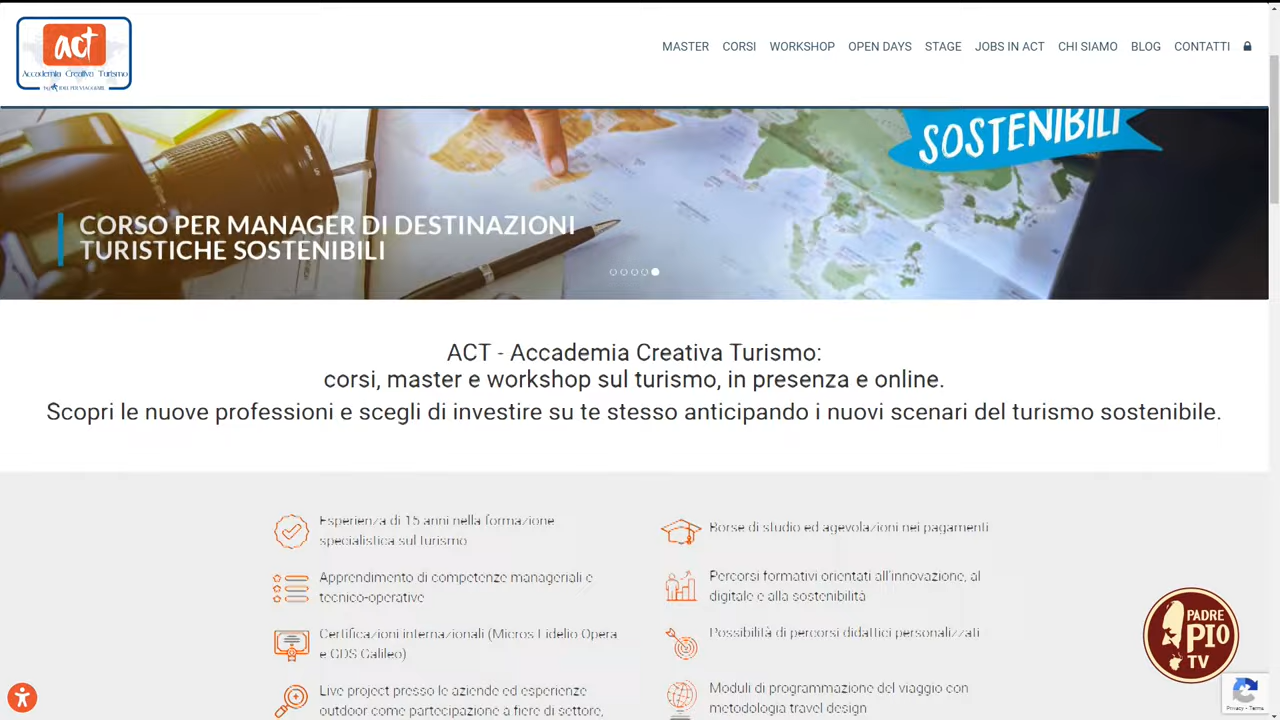 act
Accademia Creativa Turismo
MASTER CORSI WORKSHOP OPEN DAYS STAGE JOBS IN ACT CHI SIAMO BLOG CONTATTI
SOSTENIBILI
CORSO PER MANAGER DI DESTINAZIONI
TURISTICHE SOSTENIBILI
ACT - Accademia Creativa Turismo:
corsi, master e workshop sul turismo, in presenza e online.
Scopri le nuove professioni e scegli di investire su te stesso anticipando i nuovi scenari del turismo sostenibile.
Esperienza di 15 anni nella formazione
specialistica sul turismo
Apprendimento di competenze manageriali e
tecnico-operative
Certificazioni internazionali (Micros Fidelio Opera
e GDS Galileo)
Live project presso le aziende ed esperienze
outdoor come partecipazione a fiere di settore,
Borse di studio ed agevolazioni nei pagamenti
Percorsi formativi orientati all'innovazione, al
digitale e alla sostenibilità
Possibilità di percorsi didattici personalizzati
Moduli di programmazione del viaggio con
metodologia travel design
PADRE
PIO
TV
Privacy - Terms